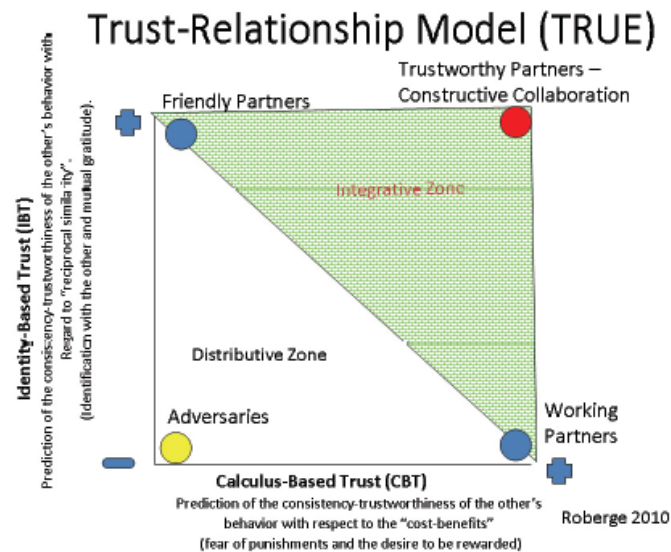 Trust-Relationship Model (TRUE)
Trustworthy Partners –
Constructive Collaboration
Friendly Partners
Integrative Zone
Identity-Based Trust (IBT)
Prediction of the consistency-trustworthiness of the other's behavior with
Regard to "reciprocal similarity".
(Identification with the other and mutual gratitude).
Distributive Zone
Adversaries
Working
Partners
Calculus-Based Trust (CBT)
Prediction of the consistency-trustworthiness of the other's
behavior with respect to the "cost-benefits"
(fear of punishments and the desire to be rewarded)
Roberge 2010